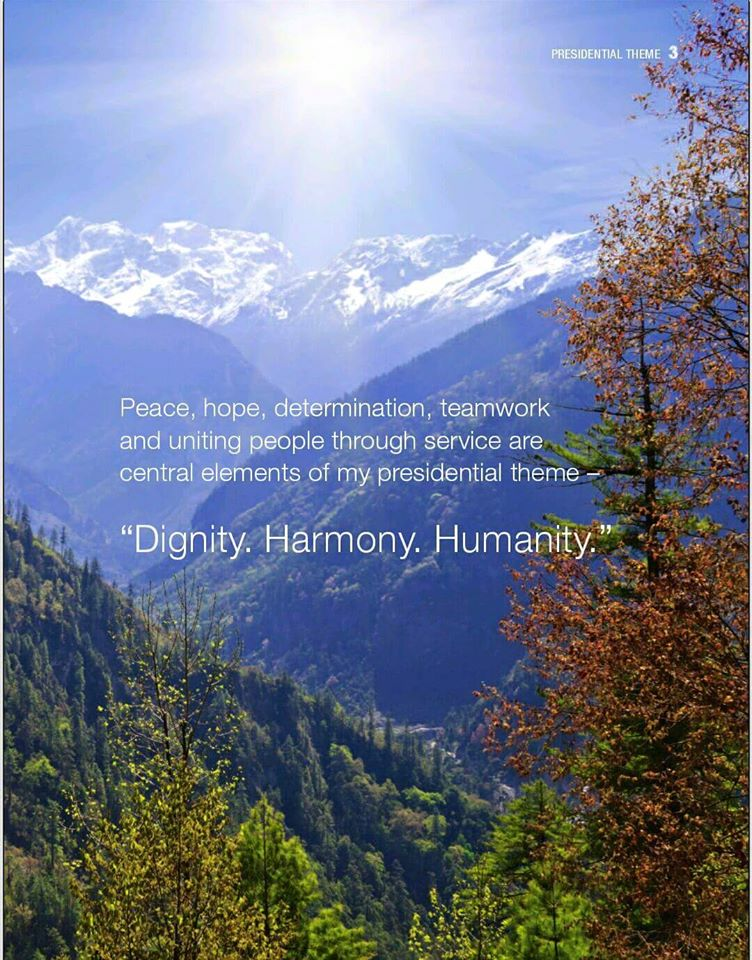 PRESIDENTIAL THEME 3
Peace, hope, determination, teamwork
and uniting people through service are
central elements of my presidential theme –
“Dignity. Harmony. Humanity.”